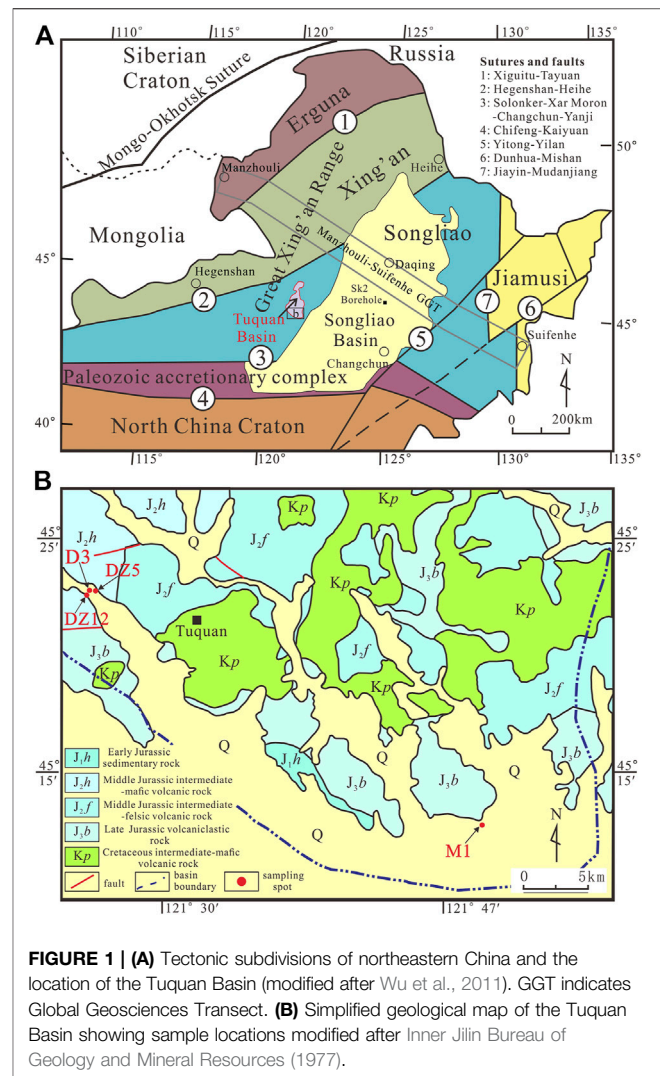 A
110°
115°
120°
125°
130°
135°
Siberian
Craton
Russia
Mongo-Okhotsk Suture
Erguna
1
Sutures and faults
1: Xiguitu-Tayuan
2: Hegenshan-Heihe
3: Solonker-Xar Moron
-Changchun-Yanji
4: Chifeng-Kaiyuan
5: Yitong-Yilan
6: Dunhua-Mishan
7: Jiayin-Mudanjiang
50°
Manzhouli
Xing'an
Heihe
Great Xing'an Range
Mongolia
Songliao
Manzhouli-Suifenhe GGT
45°
Hegenshan
Daqing
Jiamusi
2
b
Sk2
Borehole
7
6
45°
Tuquan
Basin
Songliao
Basin
5
Suifenhe
3
Changchun
N
Paleozoic accretionary complex
4
0 200km
40°
North China Craton
115°
120°
125°
130°
135°
B
J₂h
Kp
Kp
J₃b
Q
45°
25′
J₂h
Q
J₂f
J₃b
45°
25′
D3
DZ5
Kp
Kp
J₂f
DZ12
Tuquan
J₃b
Kp
J₂f
Kp
Kp
J₂f
Q
J₃b
45°
15′
Q
J₁h
J₃b
J₃b
Q
45°
15′
Q
M1
N
J₁h Early Jurassic
sedimentary rock
J₂h Middle Jurassic intermediate
-mafic volcanic rock
J₂f Middle Jurassic intermediate
-felsic volcanic rock
J₃b Late Jurassic volcaniclastic
rock
Kp Cretaceous intermediate-mafic
volcanic rock
fault
basin
boundary
sampling
spot
0 5km
121° 30′
121° 47′
FIGURE 1 | (A) Tectonic subdivisions of northeastern China and the
location of the Tuquan Basin (modified after Wu et al., 2011). GGT indicates
Global Geosciences Transect. (B) Simplified geological map of the Tuquan
Basin showing sample locations modified after Inner Jilin Bureau of
Geology and Mineral Resources (1977).